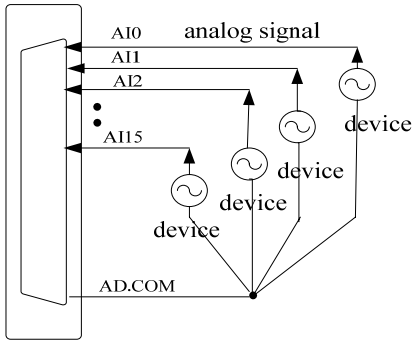 AI0 analog signal
AI1
AI2
device
AI15
device
device
device
AD.COM